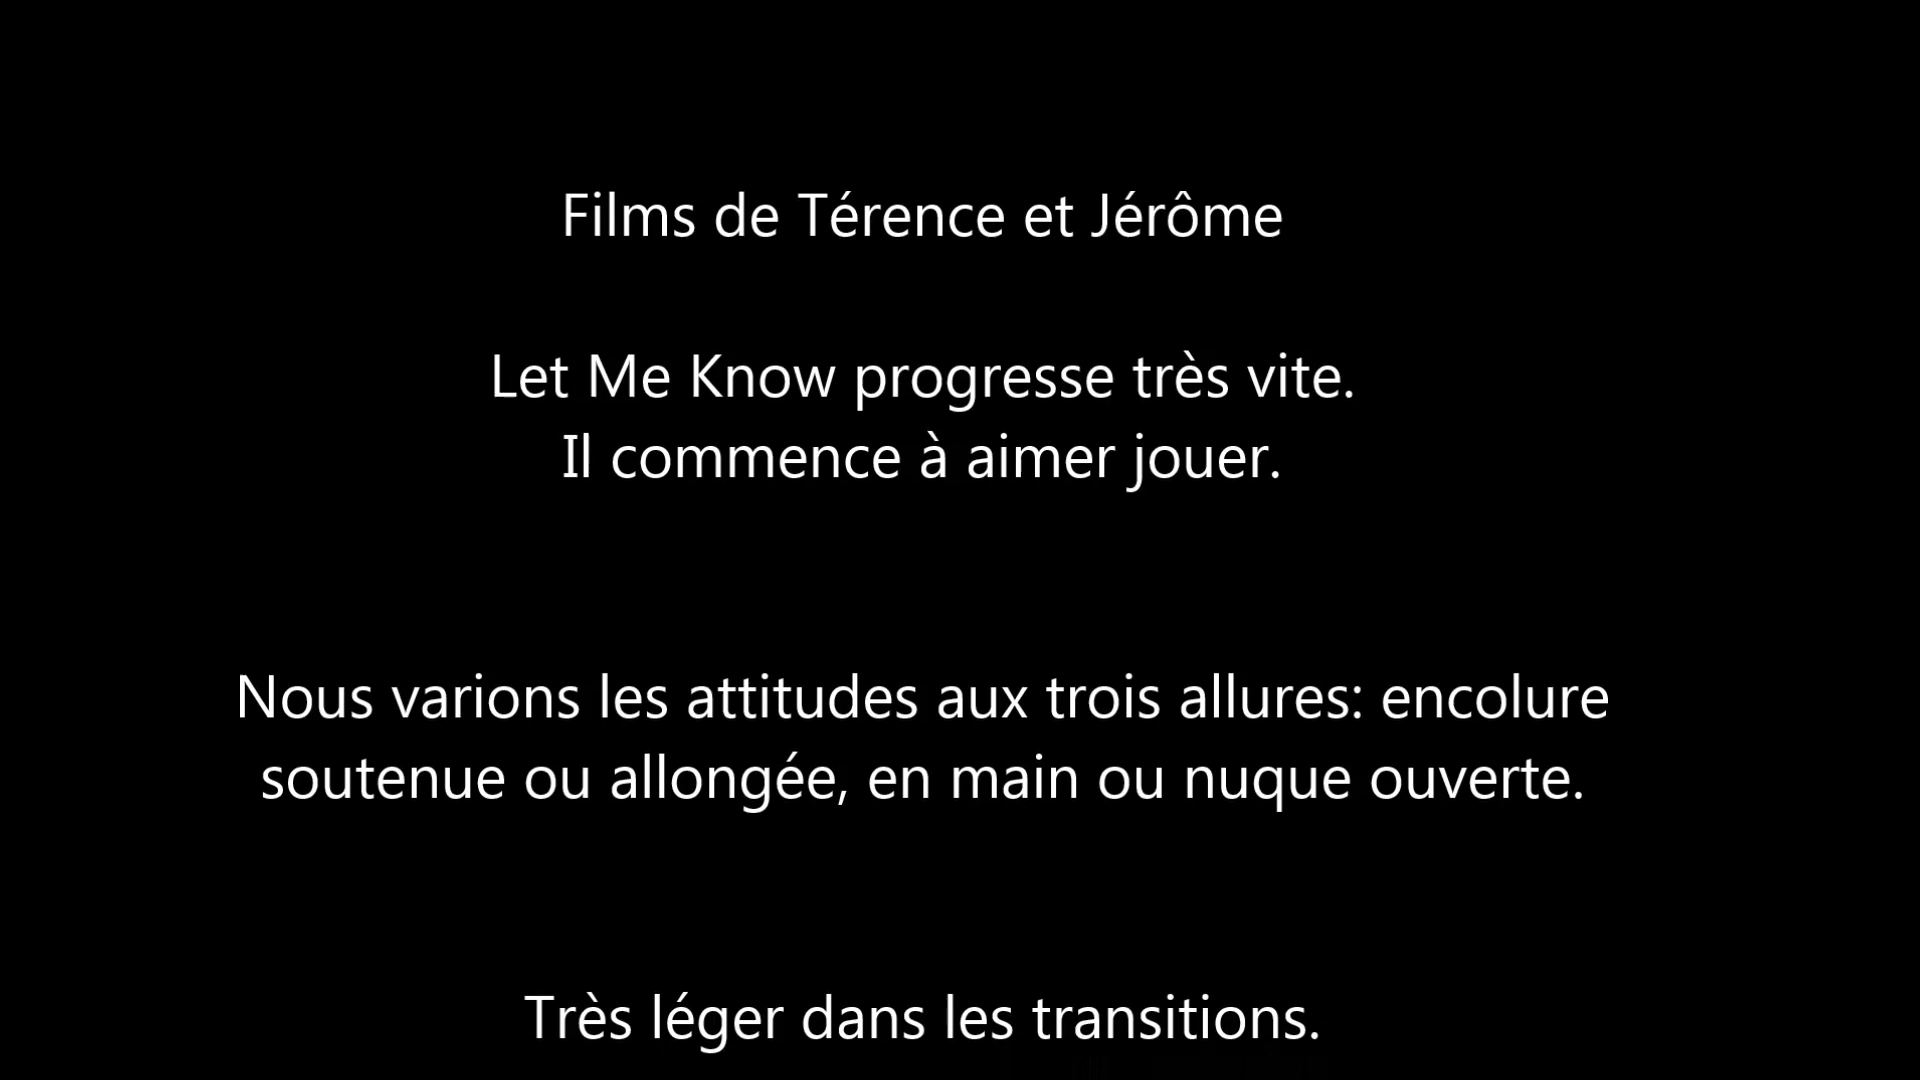 Films de Térence et Jérôme
Let Me Know progresse très vite.
Il commence à aimer jouer.
Nous varions les attitudes aux trois allures: encolure
soutenue ou allongée, en main ou nuque ouverte.
Très léger dans les transitions.